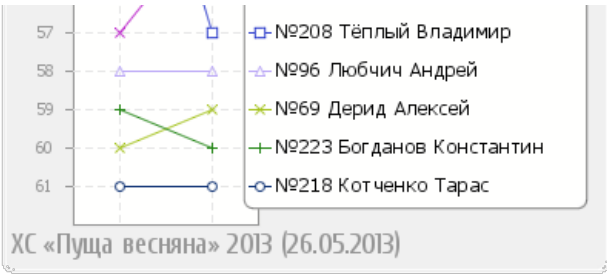 57
№208 Тёплый Владимир
58
№96 Любчич Андрей
59
№69 Дерид Алексей
60
№223 Богданов Константин
61
№218 Котченко Тарас
XC «Пуща весняна» 2013 (26.05.2013)